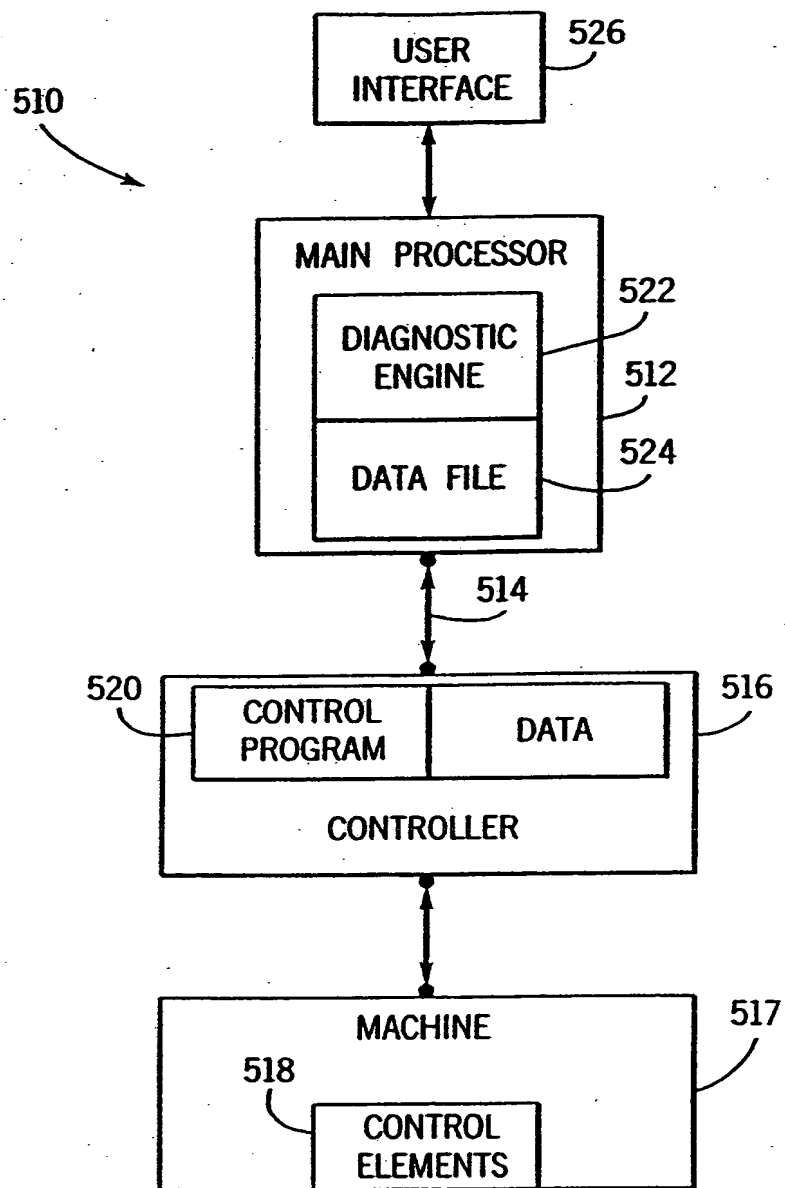 USER
INTERFACE
526
510
MAIN PROCESSOR
522
DIAGNOSTIC
ENGINE
512
524
DATA FILE
514
520
516
CONTROL
PROGRAM
DATA
CONTROLLER
MACHINE
517
518
CONTROL
ELEMENTS